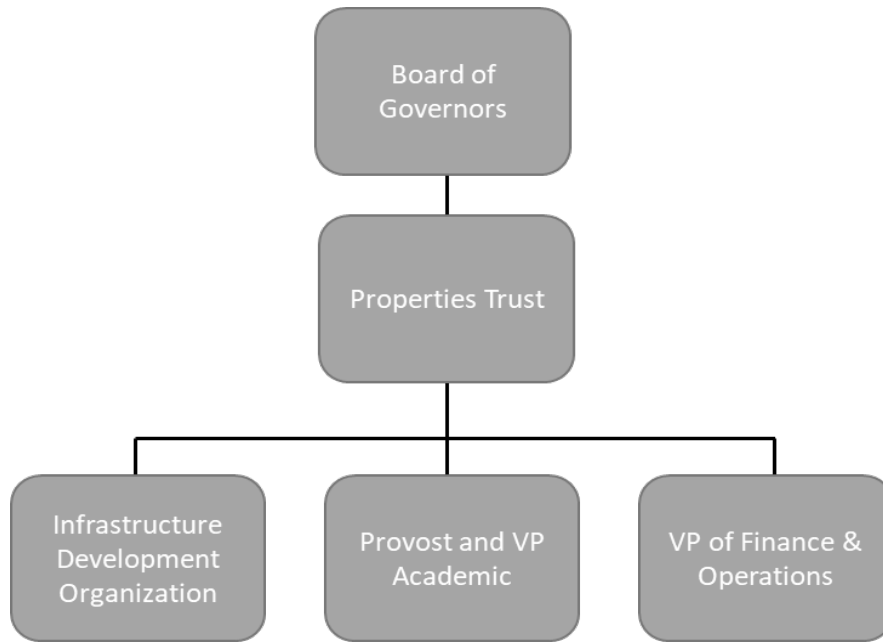 Board of
Governors
Properties Trust
Infrastructure
Development
Organization
Provost and VP
Academic
VP of Finance &
Operations